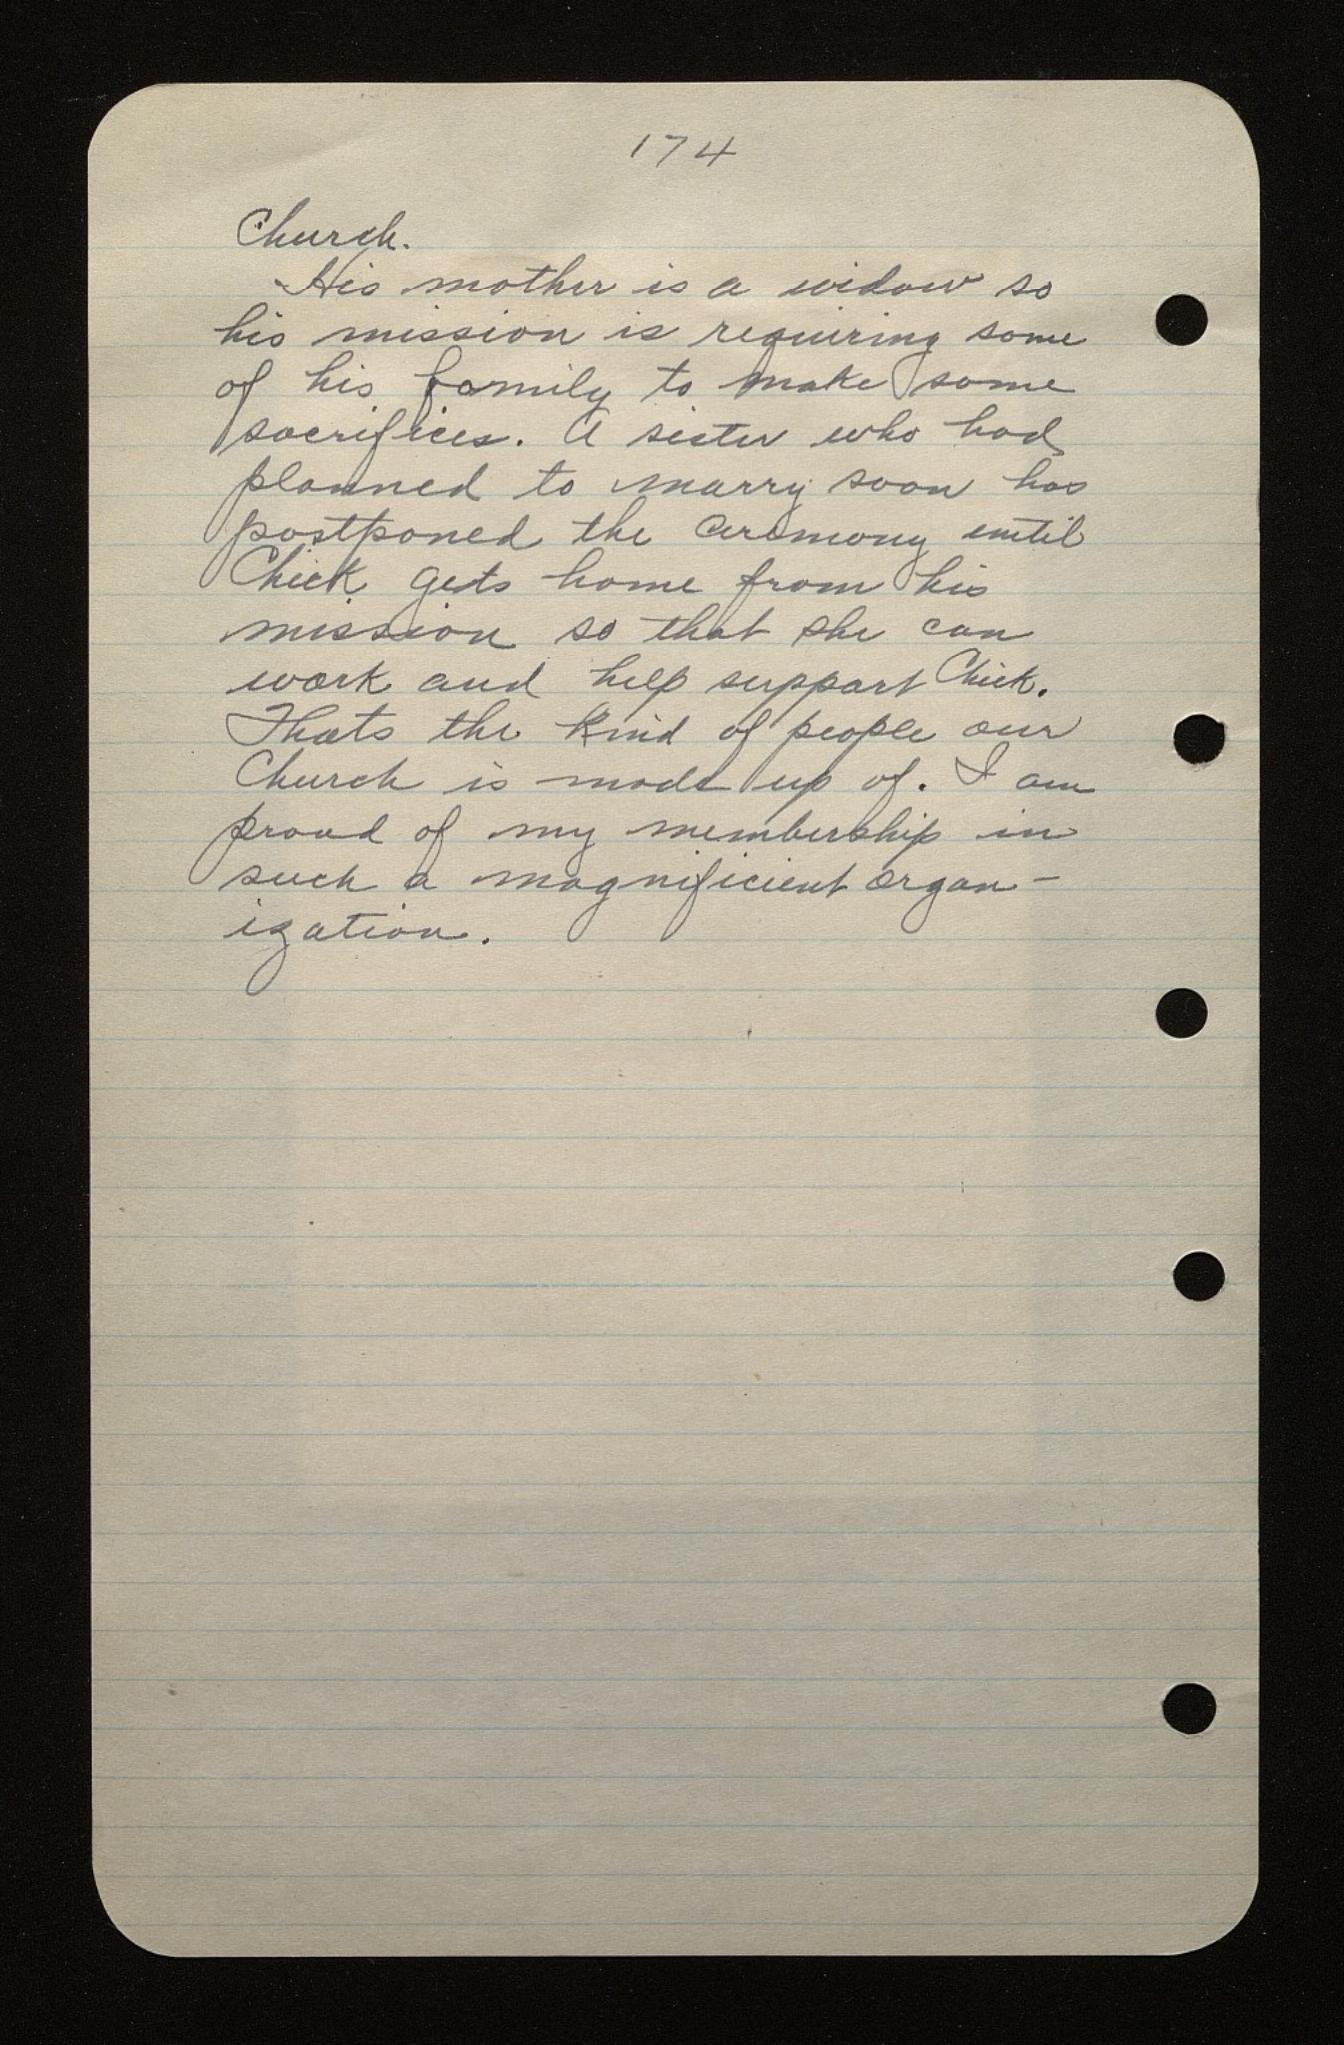 174
Church.
His mother is a widow so
his mission is requiring some
of his family to make some
sacrifices. A sister who had
planned to marry soon has
postponed the ceremony until
Chick gets home from his
mission so that she can
work and help support Chick.
Thats the kind of people our
Church is made up of. I am
proud of my membership in
such a magnificient organ-
ization.